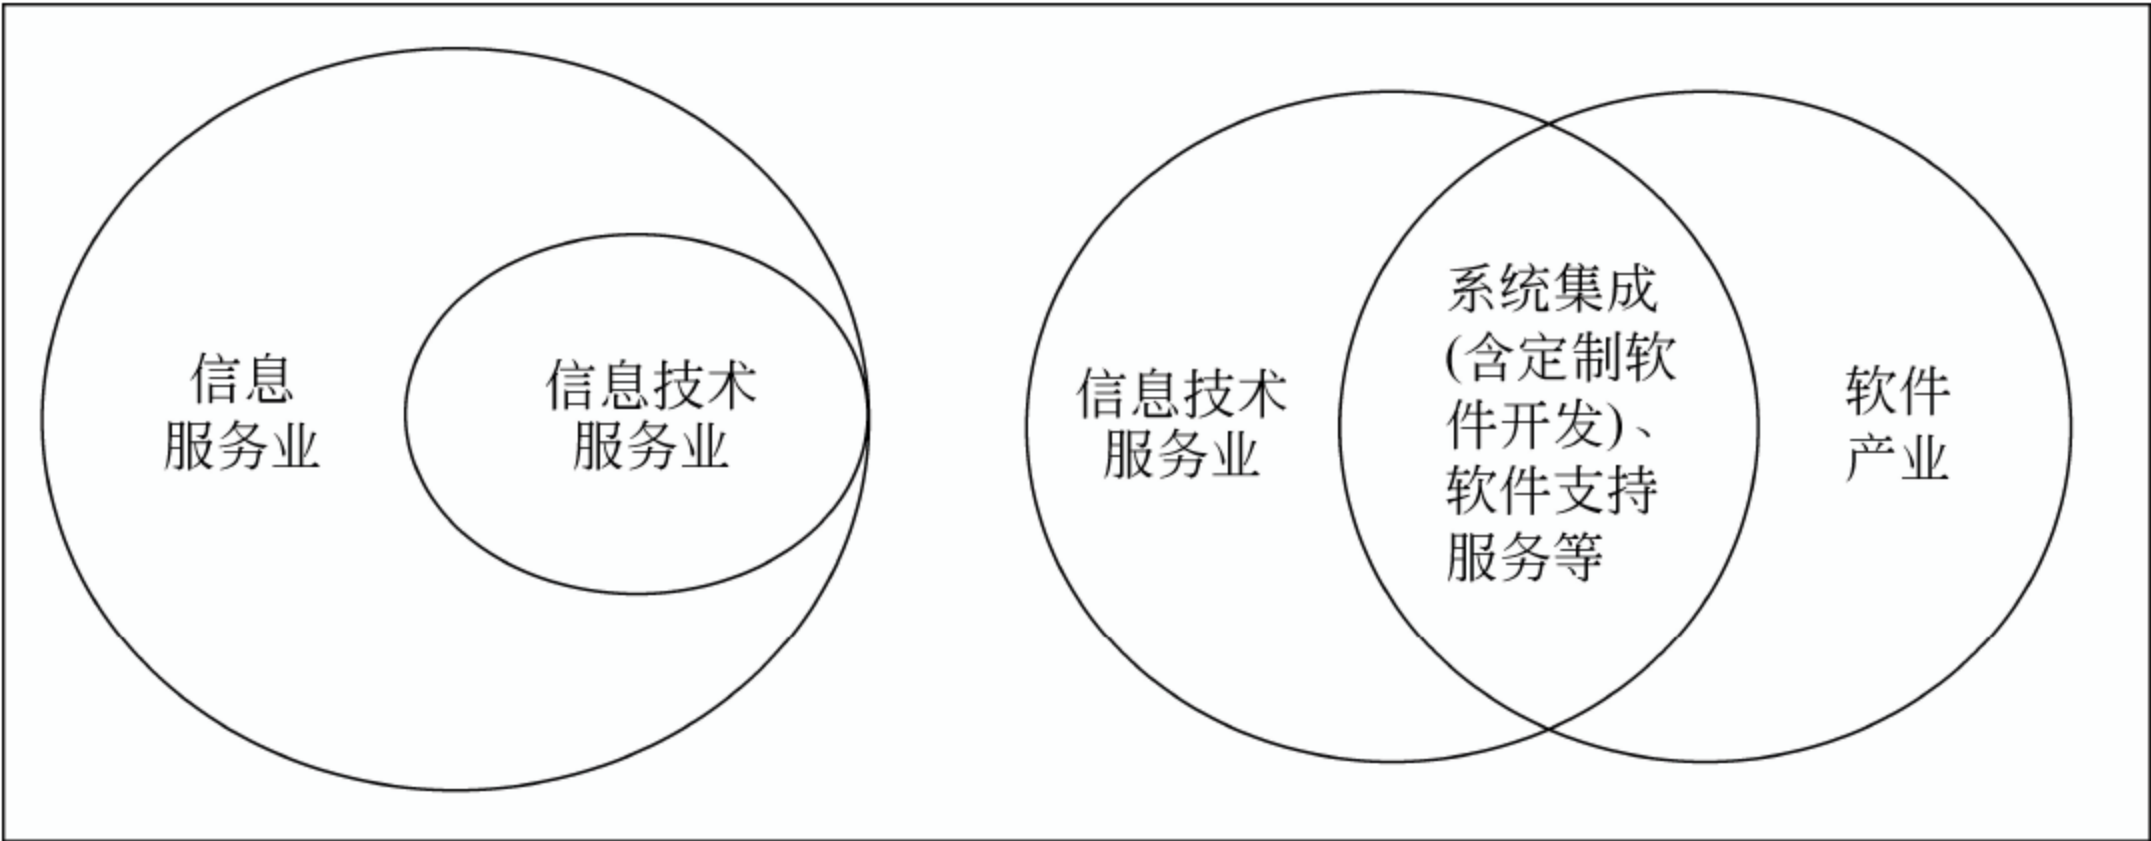 信息
服务业
信息技术
服务业
信息技术
服务业
系统集成
(含定制软
件开发)、
软件支持
服务等
软件
产业